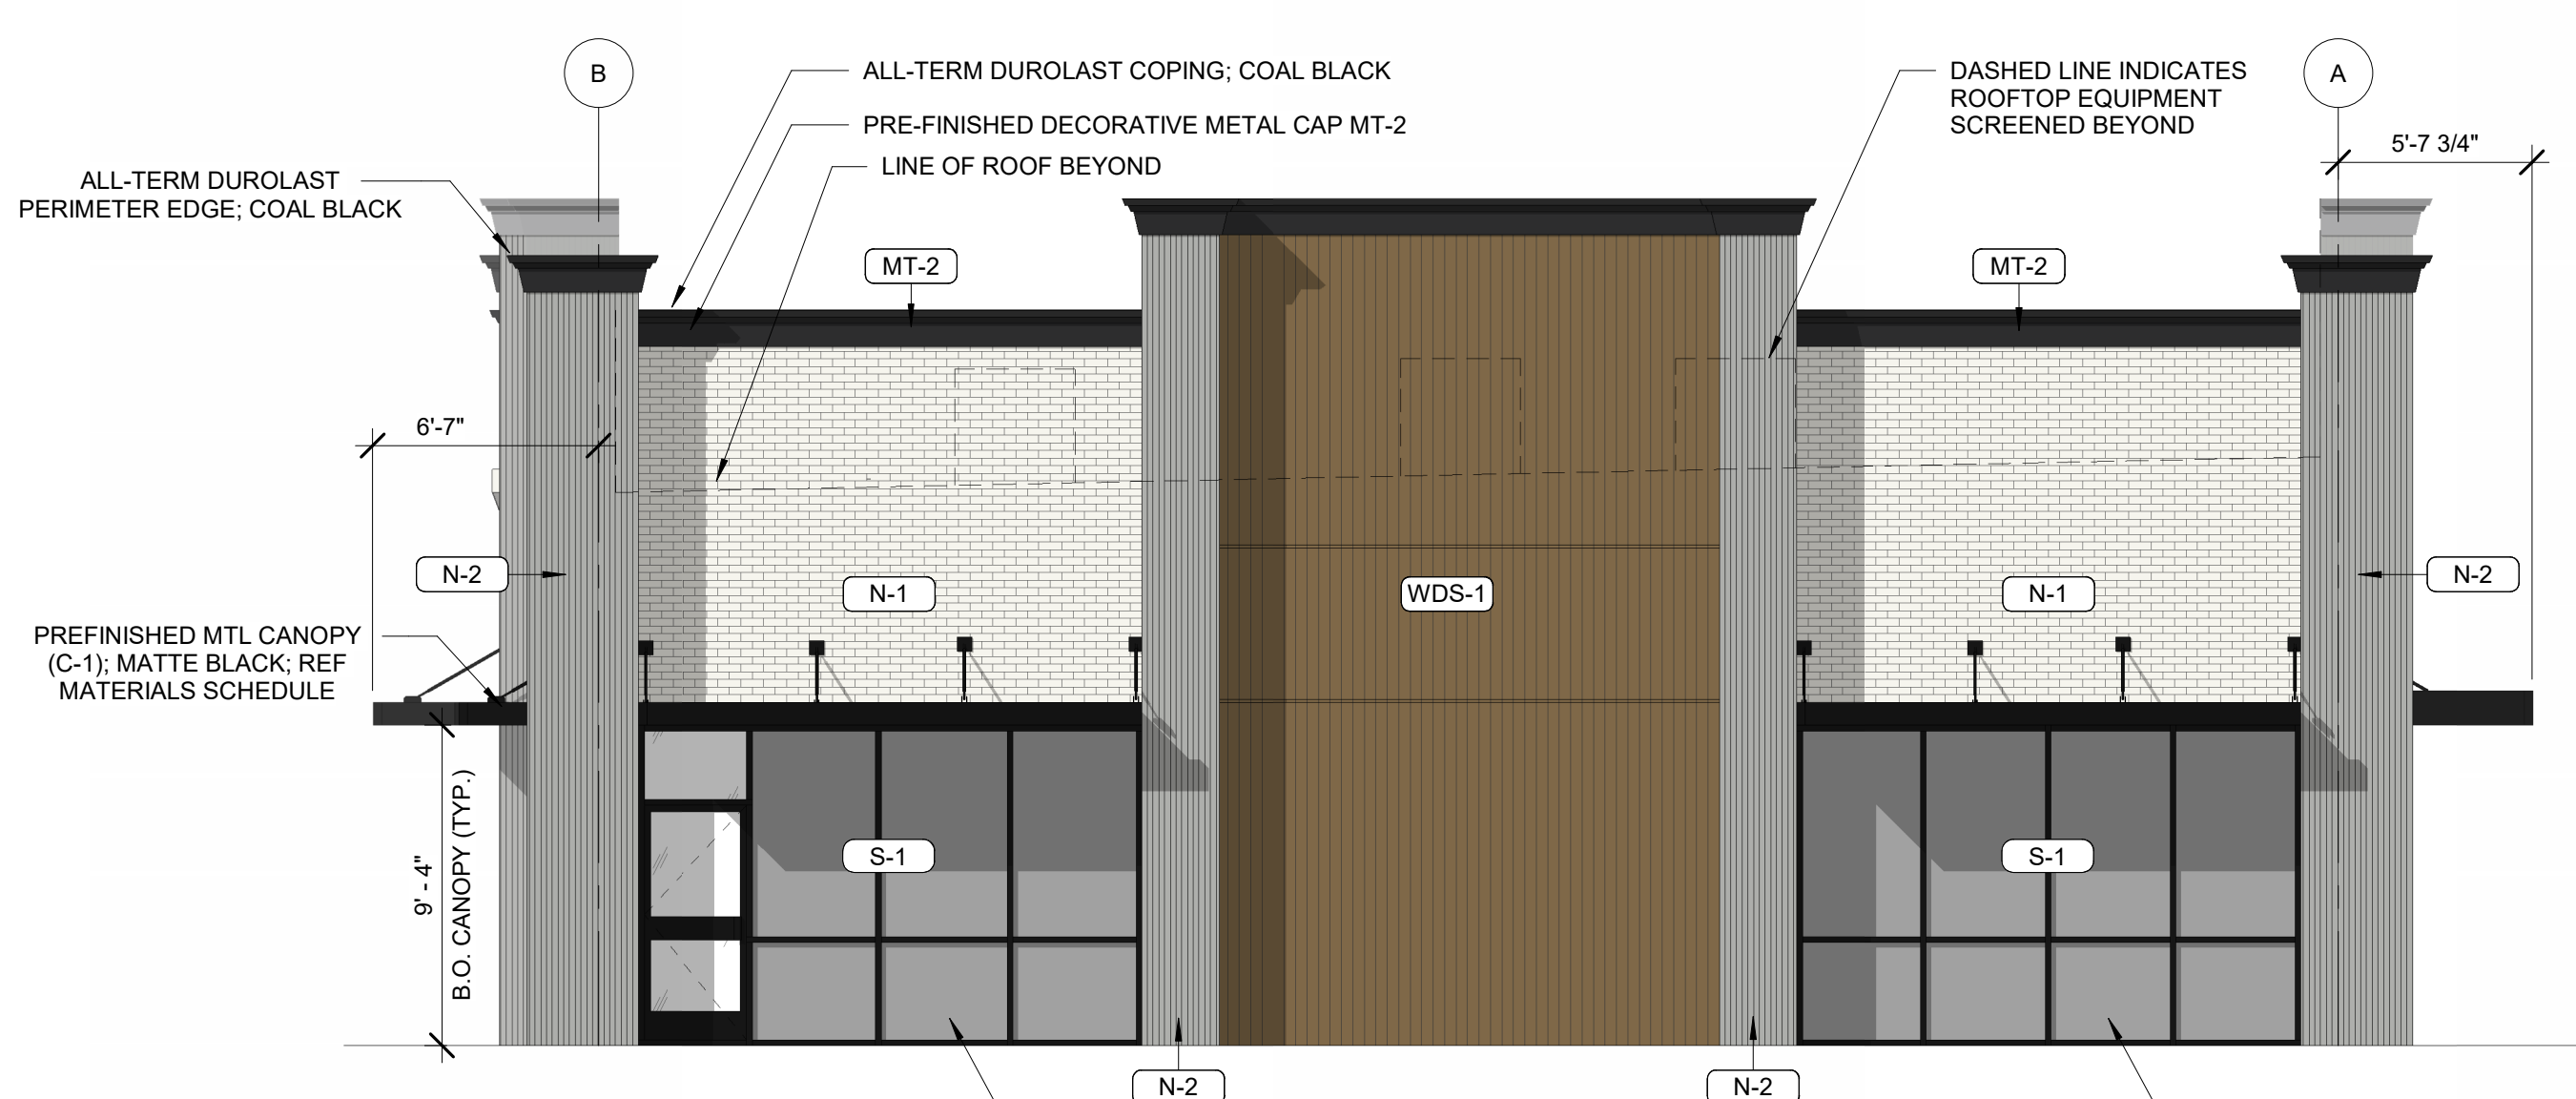 B
A
ALL-TERM DUROLAST COPING; COAL BLACK
PRE-FINISHED DECORATIVE METAL CAP MT-2
LINE OF ROOF BEYOND
DASHED LINE INDICATES
ROOFTOP EQUIPMENT
SCREENED BEYOND
5'-7 3/4"
ALL-TERM DUROLAST
PERIMETER EDGE; COAL BLACK
MT-2
MT-2
6'-7"
N-2
N-1
WDS-1
N-1
N-2
PREFINISHED MTL CANOPY
(C-1); MATTE BLACK; REF
MATERIALS SCHEDULE
9' - 4"
B.O. CANOPY (TYP.)
S-1
S-1
N-2
N-2